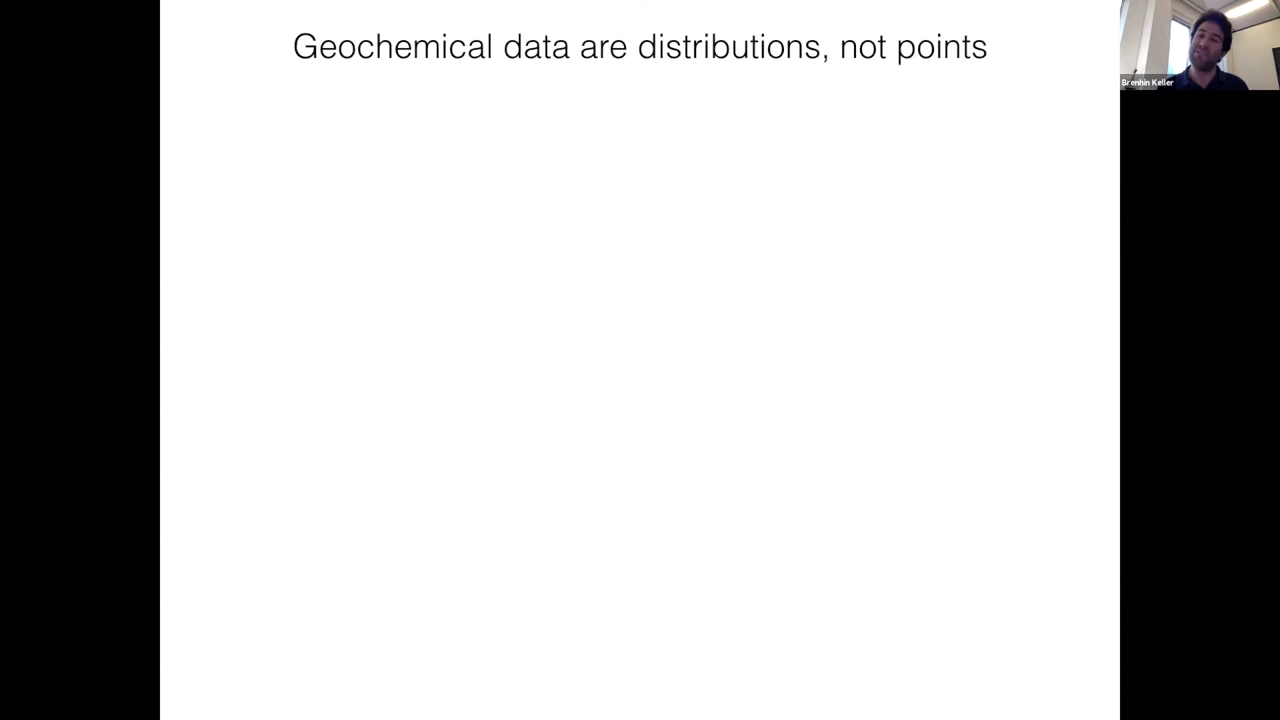 Geochemical data are distributions, not points
Brenhin Keller